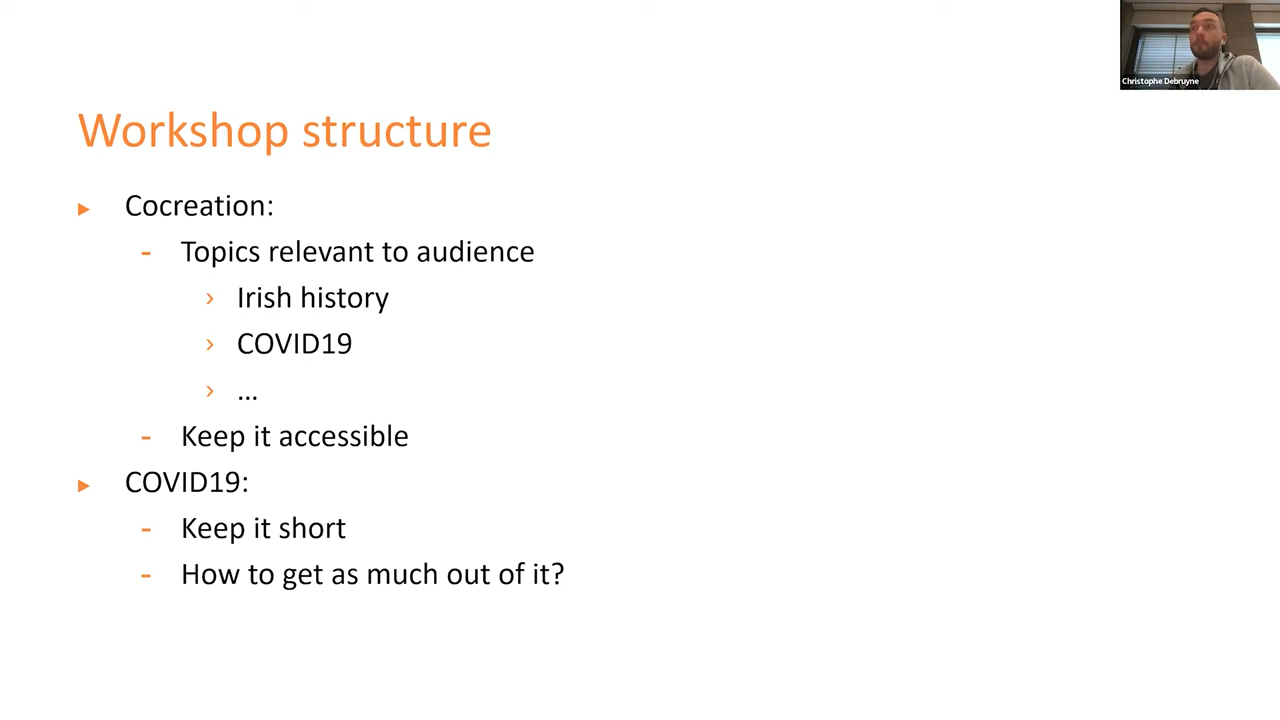 Christophe Debruyne
Workshop structure
Cocreation:
- Topics relevant to audience
› Irish history
› COVID19
› ...
- Keep it accessible
COVID19:
- Keep it short
- How to get as much out of it?